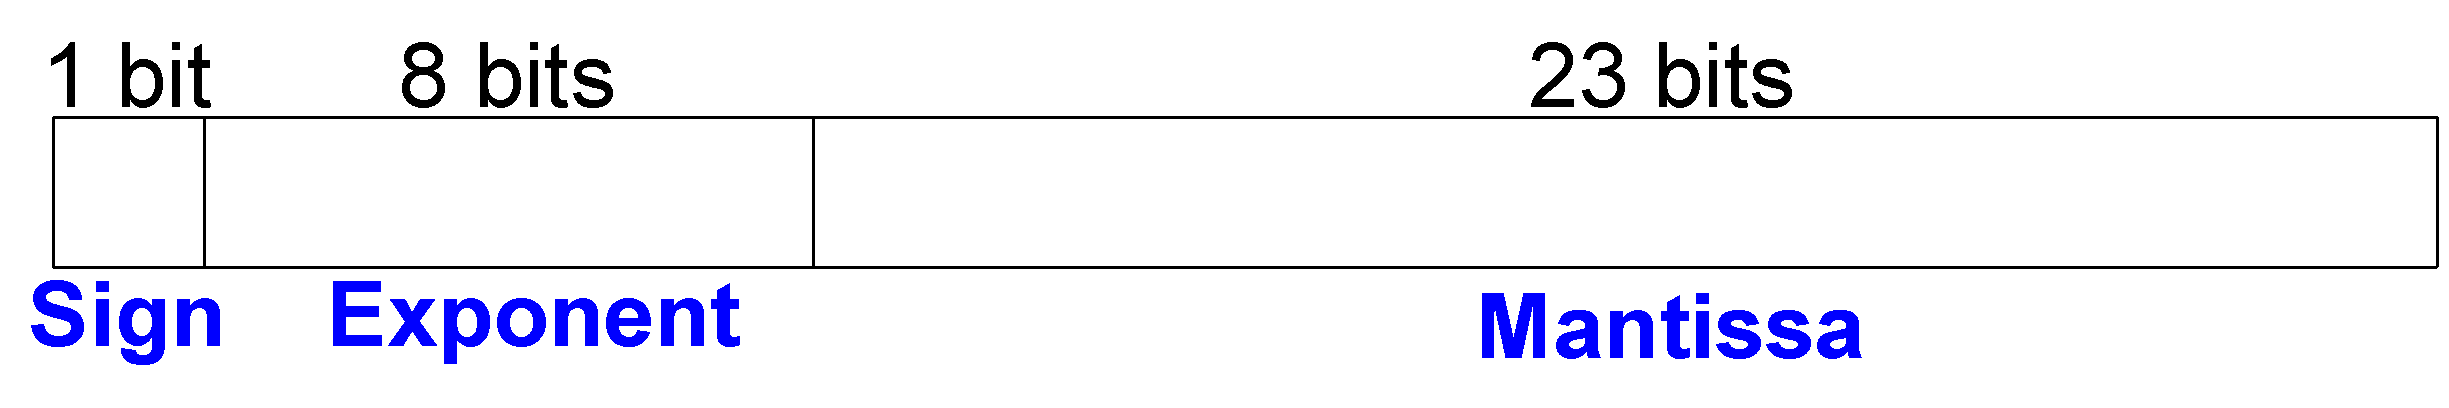 1 bit 8 bits 23 bits
Sign Exponent Mantissa